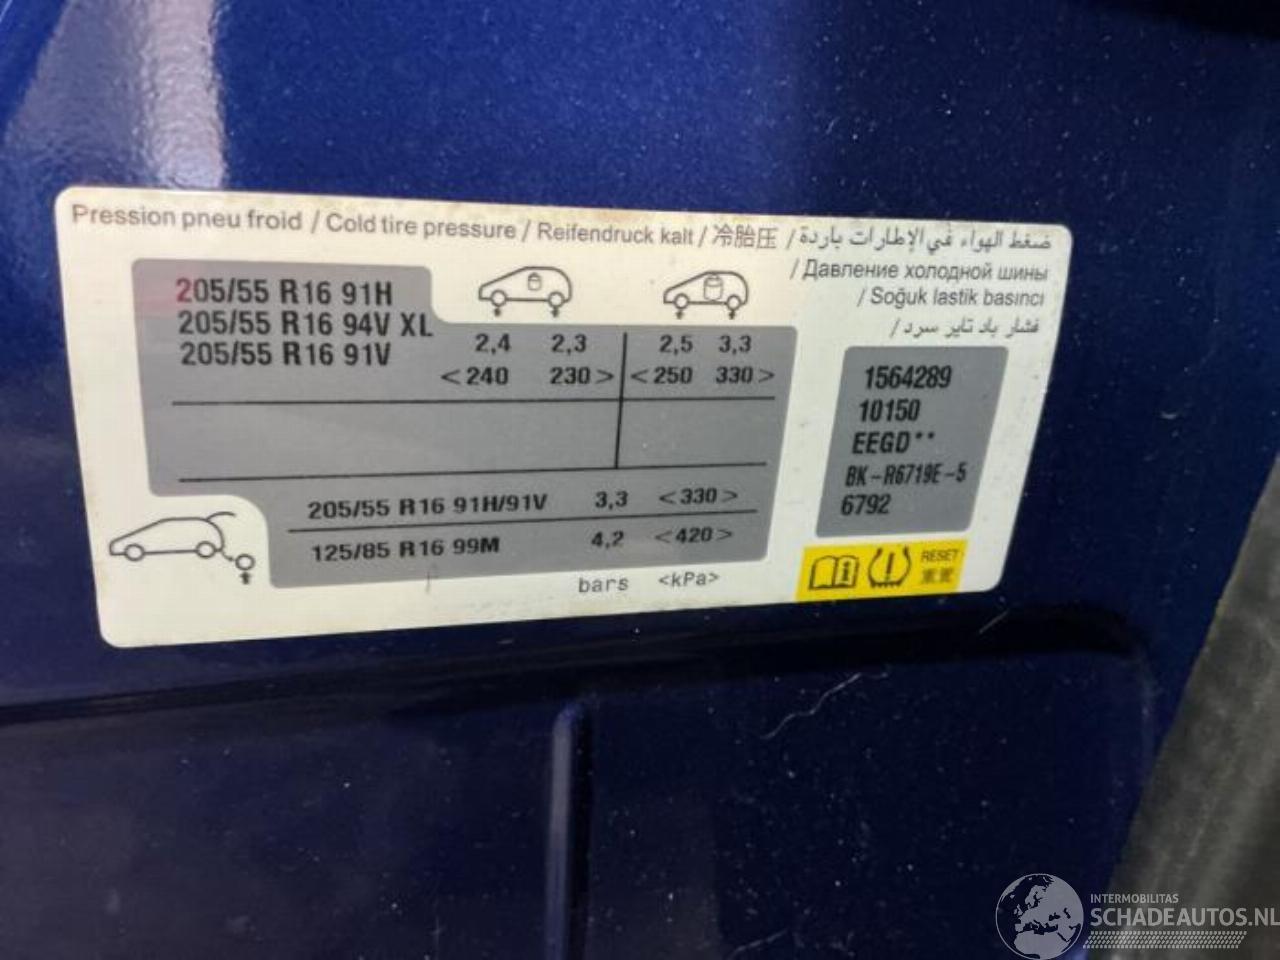 Pression pneu froid / Cold tire pressure / Reifendruck kalt / 冷胎压 / ضغط الهواء في الإطارات باردة
/ Давление холодной шины
/ Soğuk lastik basıncı
/ فشار باد تایر سرد
205/55 R16 91H
205/55 R16 94V XL
205/55 R16 91V
2,4 2,3 2,5 3,3
<240 230> <250 330>
205/55 R16 91H/91V 3,3 <330>
125/85 R16 99M 4,2 <420>
bars <kPa>
1564289
10150
EEGD**
BK-R6719E-5
6792
RESET
重置
INTERMOBILITAS
SCHADEAUTOS.NL